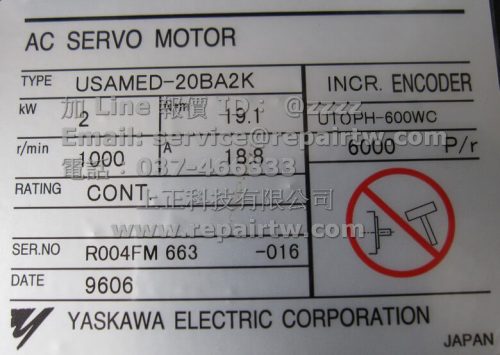 AC SERVO MOTOR
TYPE USAMED-20BA2K INCR. ENCODER
kW 2 N·m 19.1 UTOPH-600WC
加 Line 報價 ID： @zzzz
Email: service@repairtw.com
r/min 1000 A 18.8 6000 P/r
電話：037-466333
RATING CONT.
上正科技有限公司
www.repairtw.com
SER.NO R004FM 663 -016
DATE 9606
YASKAWA ELECTRIC CORPORATION
JAPAN